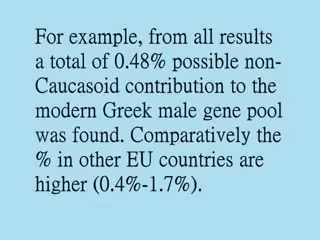 For example, from all results
a total of 0.48% possible non-
Caucasoid contribution to the
modern Greek male gene pool
was found. Comparatively the
% in other EU countries are
higher (0.4%-1.7%).